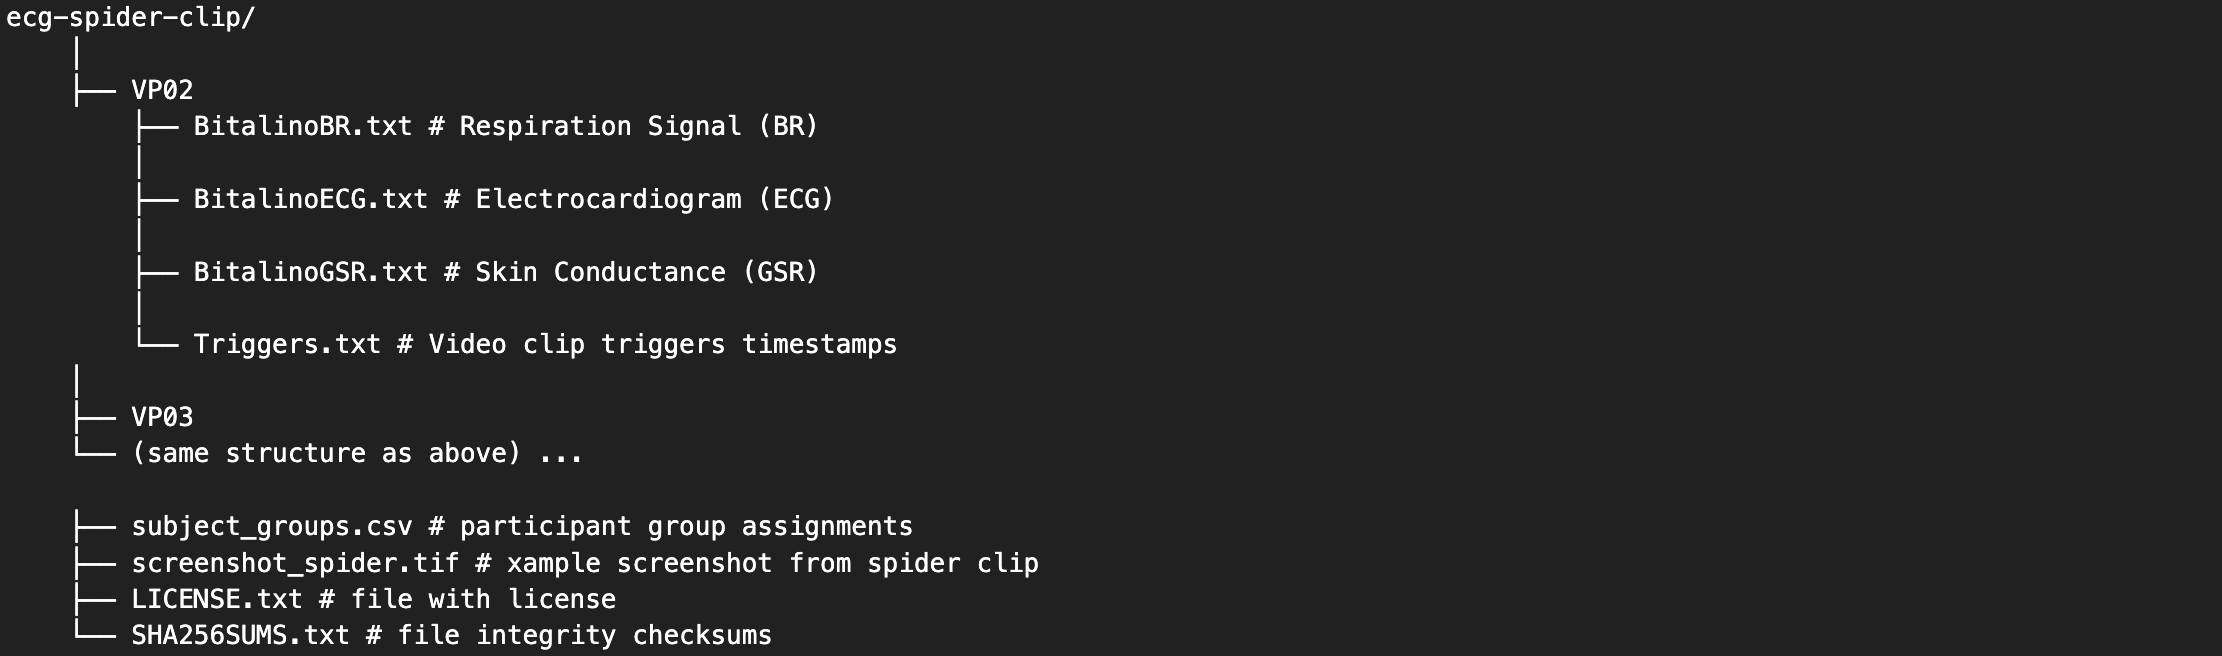 ecg-spider-clip/
│
├── VP02
├── BitalinoBR.txt # Respiration Signal (BR)
│
├── BitalinoECG.txt # Electrocardiogram (ECG)
│
├── BitalinoGSR.txt # Skin Conductance (GSR)
│
└── Triggers.txt # Video clip triggers timestamps
│
├── VP03
└── (same structure as above) ...
├── subject_groups.csv # participant group assignments
├── screenshot_spider.tif # xample screenshot from spider clip
├── LICENSE.txt # file with license
└── SHA256SUMS.txt # file integrity checksums